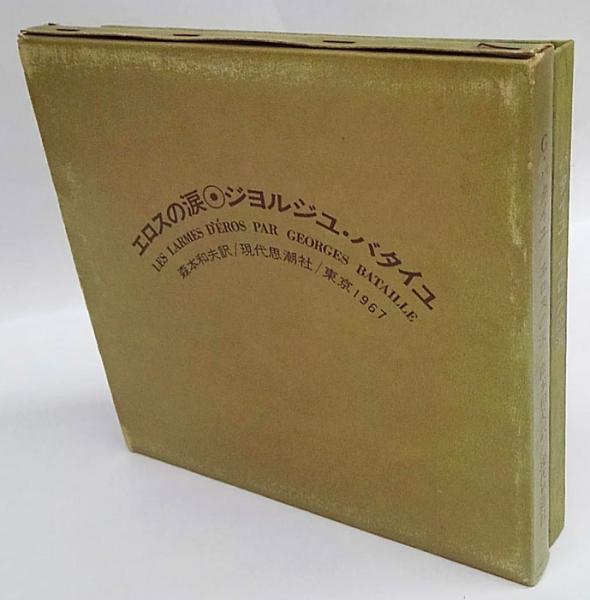 エロスの涙◉ジョルジュ・バタイユ
LES LARMES D'ÉROS PAR GEORGES BATAILLE
森本和夫訳/現代思潮社/東京1967